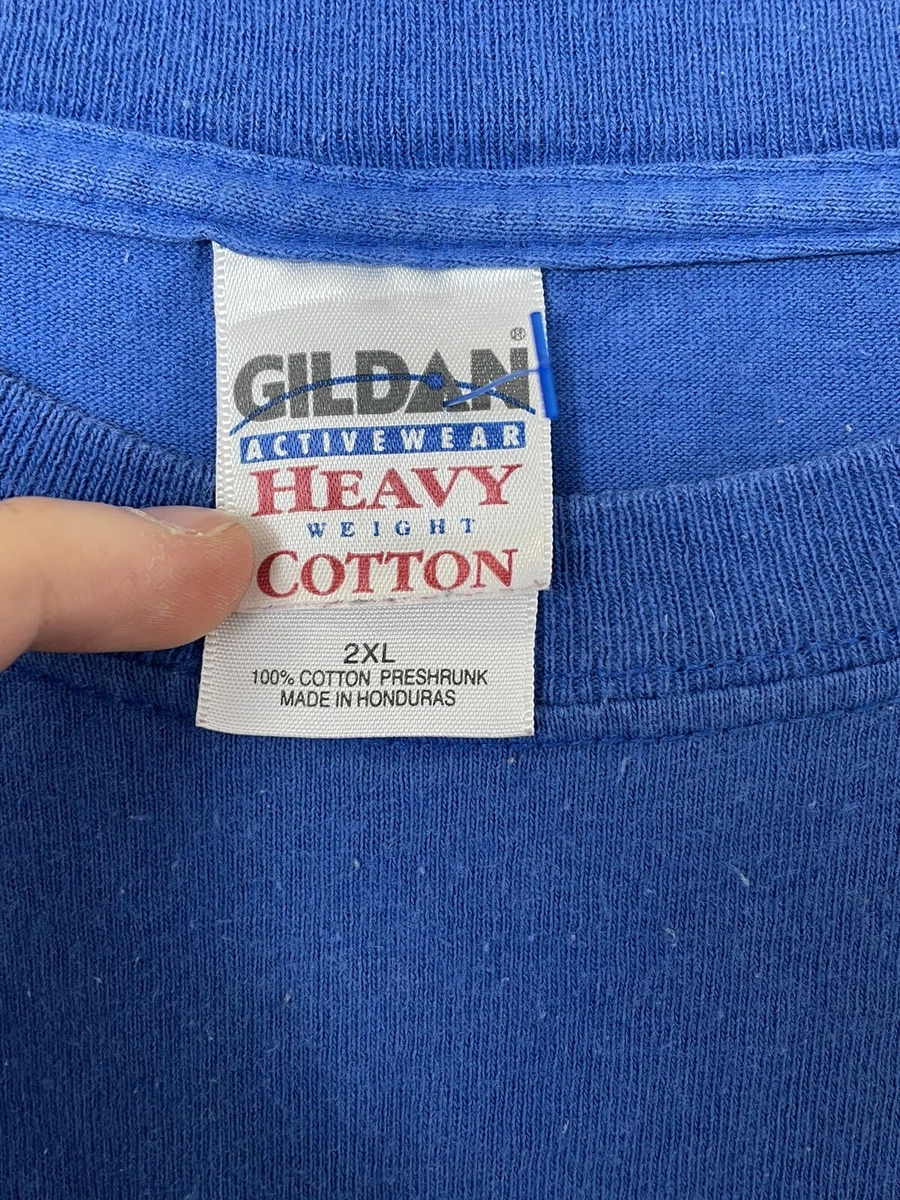 GILDAN®
ACTIVEWEAR
HEAVY
WEIGHT
COTTON
2XL
100% COTTON PRESHRUNK
MADE IN HONDURAS